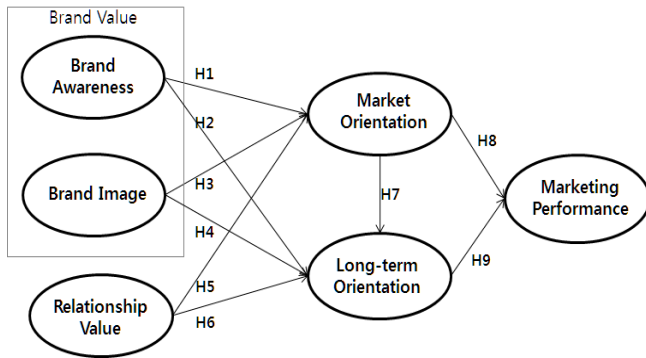 Brand Value
Brand
Awareness
Brand Image
Relationship
Value
H1
H2
H3
H4
H5
H6
Market
Orientation
H7
Long-term
Orientation
H8
H9
Marketing
Performance